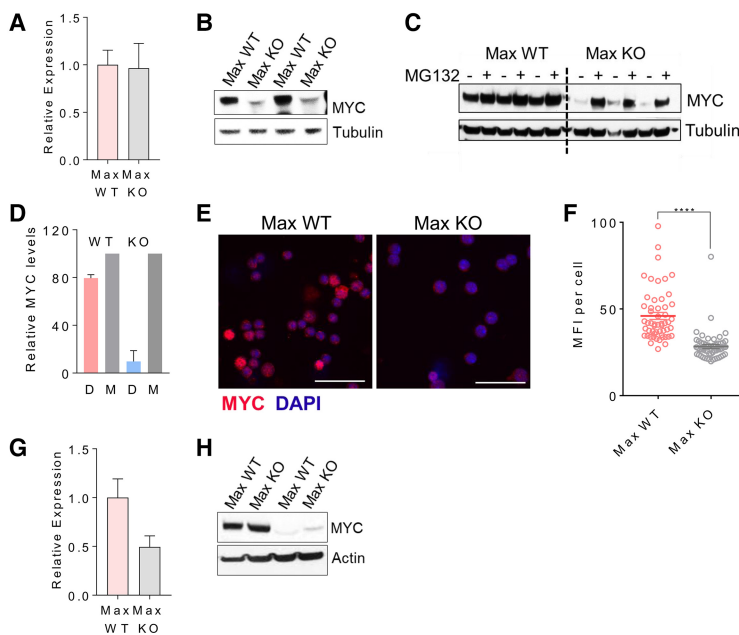 A
Relative Expression
1.5
1.0
0.5
0.0
Max WT
Max KO
B
Max WT
Max KO
Max WT
Max KO
MYC
Tubulin
C
Max WT
Max KO
MG132
- + - + - + - + - + - +
MYC
Tubulin
D
Relative MYC levels
120
80
40
0
WT KO
D M D M
E
Max WT
Max KO
MYC DAPI
F
MFI per cell
100
50
0
****
Max WT
Max KO
G
Relative Expression
1.5
1.0
0.5
0.0
Max WT
Max KO
H
Max WT
Max KO
Max WT
Max KO
MYC
Actin